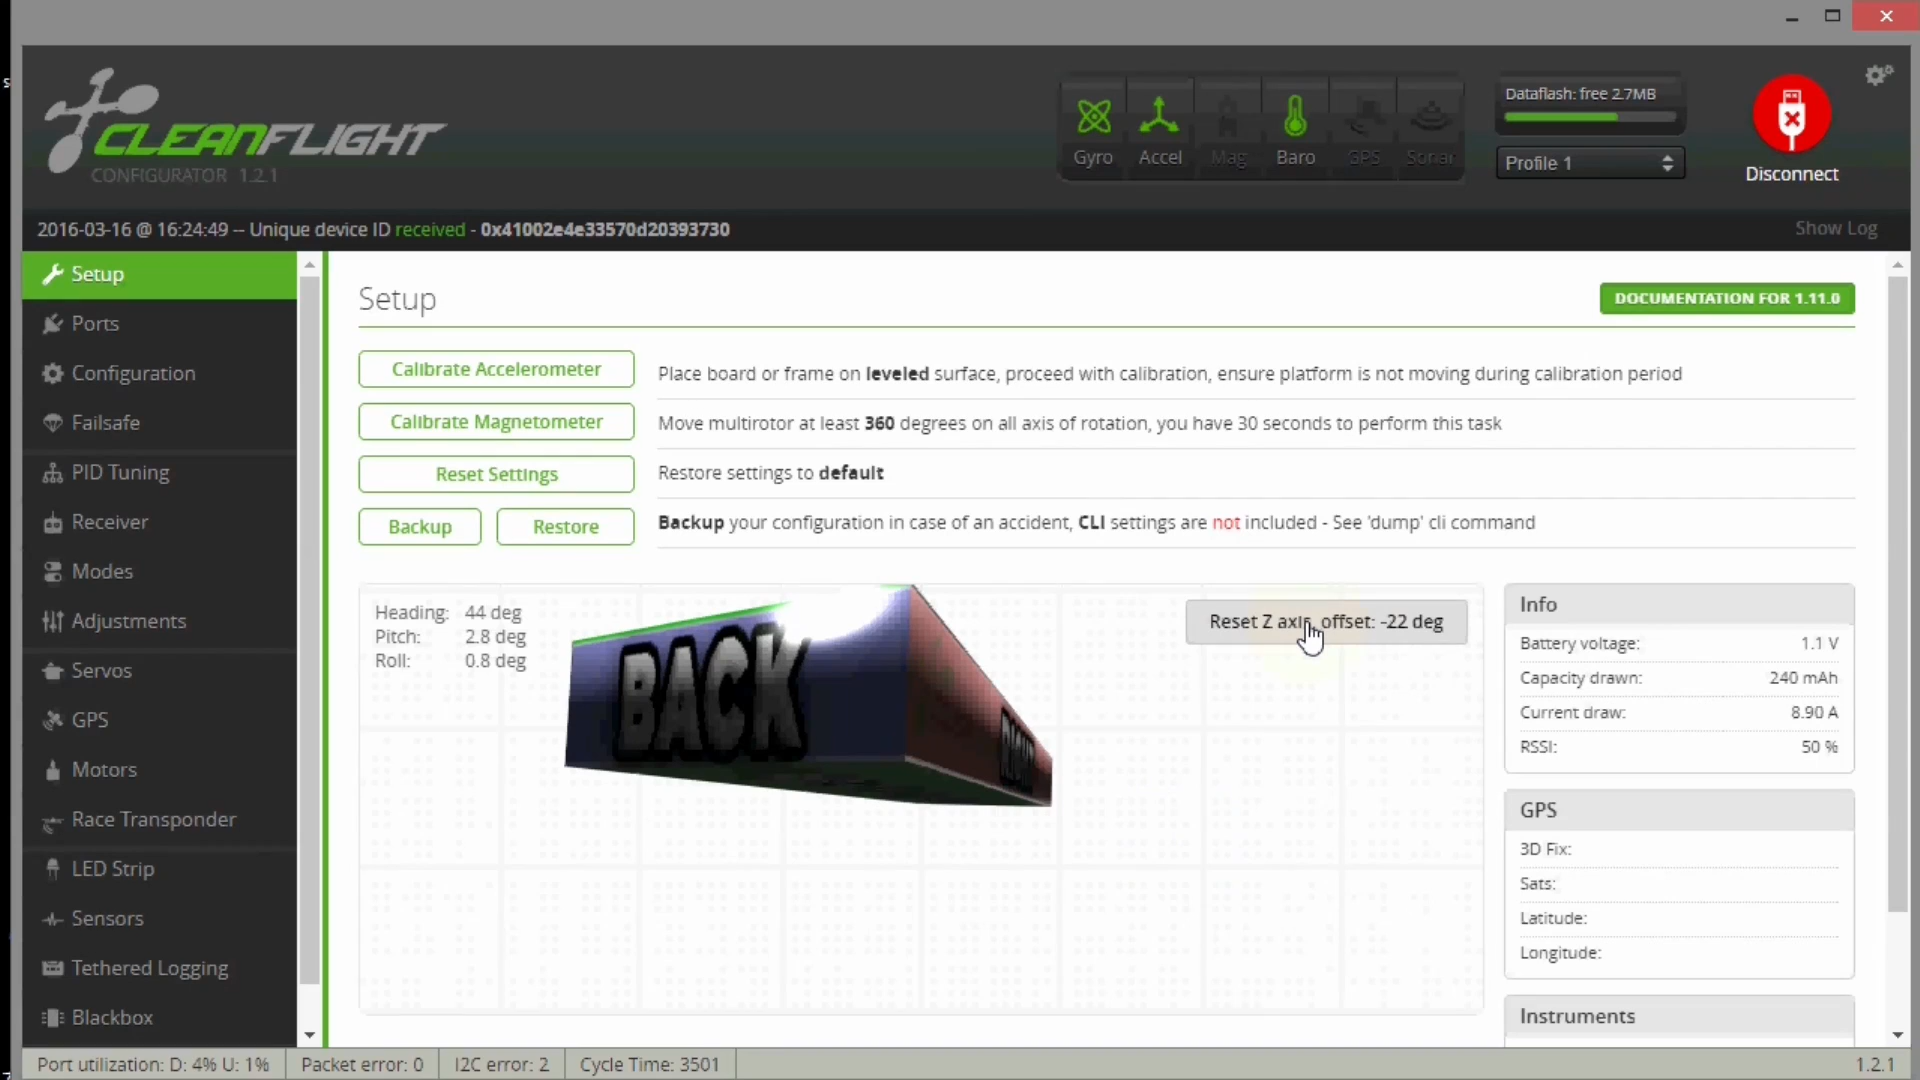 CLEANFLIGHT
CONFIGURATOR 1.2.1
Gyro
Accel
Mag
Baro
GPS
Sonar
Dataflash: free 2.7MB
Profile 1
Disconnect
2016-03-16 @ 16:24:49 -- Unique device ID received - 0x41002e4e33570d20393730
Show Log
Setup
Ports
Configuration
Failsafe
PID Tuning
Receiver
Modes
Adjustments
Servos
GPS
Motors
Race Transponder
LED Strip
Sensors
Tethered Logging
Blackbox
Setup
DOCUMENTATION FOR 1.11.0
Calibrate Accelerometer
Place board or frame on leveled surface, proceed with calibration, ensure platform is not moving during calibration period
Calibrate Magnetometer
Move multirotor at least 360 degrees on all axis of rotation, you have 30 seconds to perform this task
Reset Settings
Restore settings to default
Backup
Restore
Backup your configuration in case of an accident, CLI settings are not included - See 'dump' cli command
Heading: 44 deg
Pitch: 2.8 deg
Roll: 0.8 deg
BACK
Reset Z axis, offset: -22 deg
Info
Battery voltage: 1.1 V
Capacity drawn: 240 mAh
Current draw: 8.90 A
RSSI: 50 %
GPS
3D Fix:
Sats:
Latitude:
Longitude:
Instruments
Port utilization: D: 4% U: 1%
Packet error: 0
I2C error: 2
Cycle Time: 3501
1.2.1